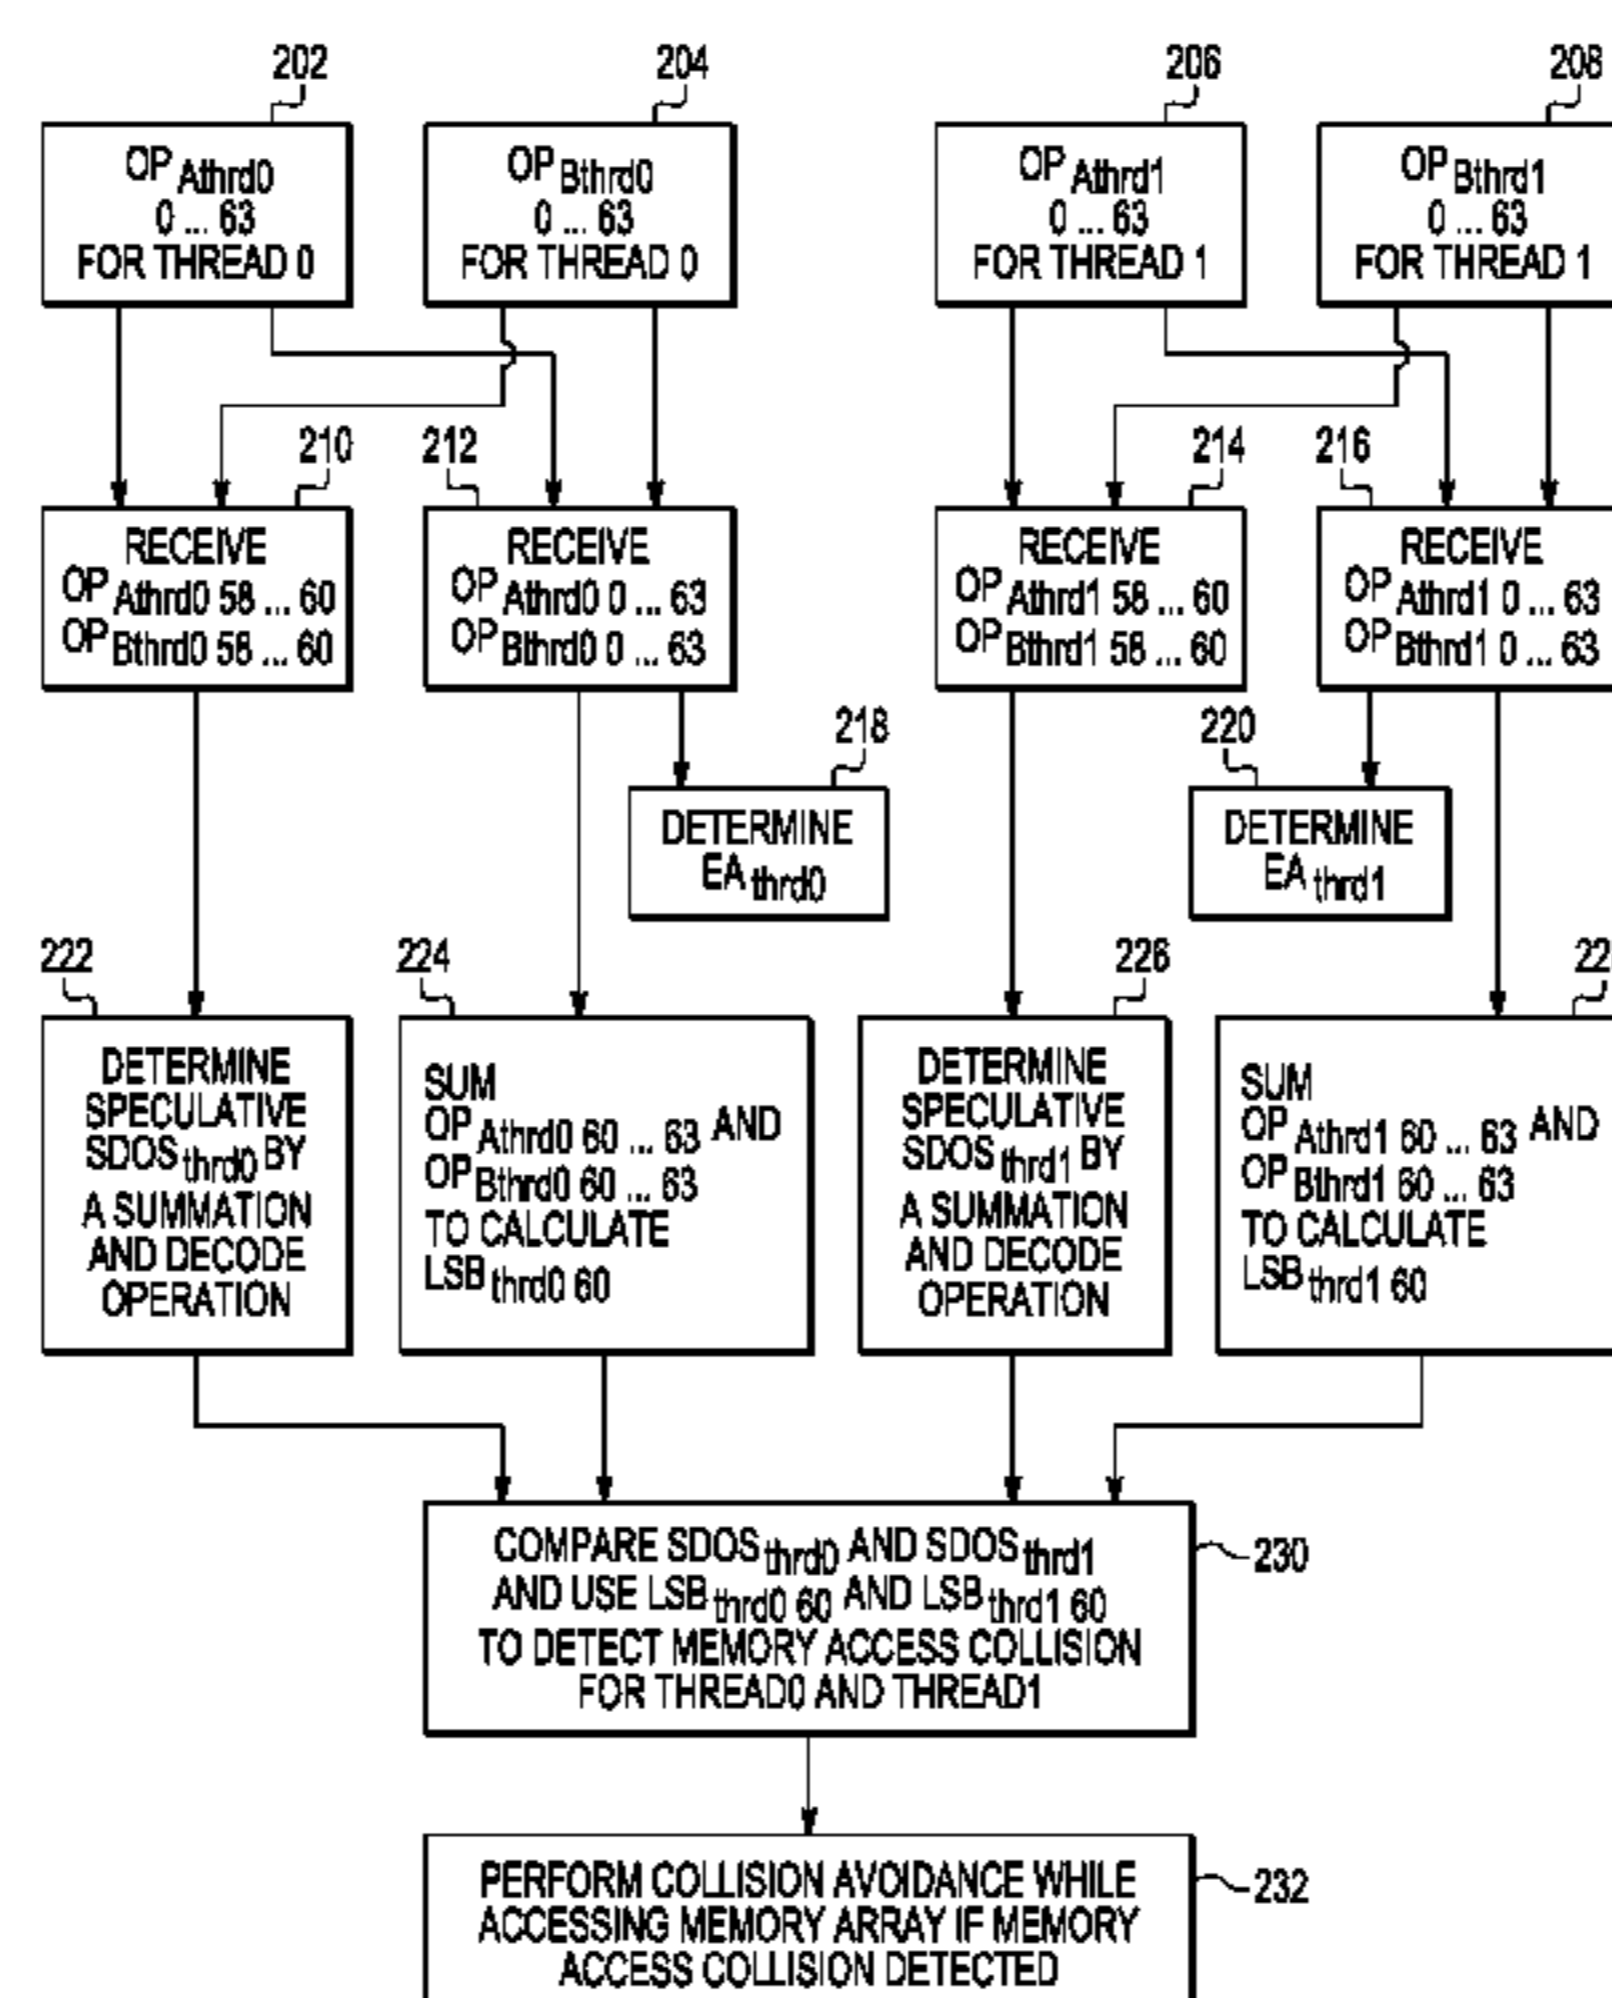 202
204
206
208
OP Athrd0
0 ... 63
FOR THREAD 0
OP Bthrd0
0 ... 63
FOR THREAD 0
OP Athrd1
0 ... 63
FOR THREAD 1
OP Bthrd1
0 ... 63
FOR THREAD 1
210
212
214
216
RECEIVE
OP Athrd0 58 ... 60
OP Bthrd0 58 ... 60
RECEIVE
OP Athrd0 0 ... 63
OP Bthrd0 0 ... 63
RECEIVE
OP Athrd1 58 ... 60
OP Bthrd1 58 ... 60
RECEIVE
OP Athrd1 0 ... 63
OP Bthrd1 0 ... 63
218
220
DETERMINE
EA thrd0
DETERMINE
EA thrd1
222
224
226
DETERMINE
SPECULATIVE
SDOS thrd0 BY
A SUMMATION
AND DECODE
OPERATION
SUM
OP Athrd0 60 ... 63 AND
OP Bthrd0 60 ... 63
TO CALCULATE
LSB thrd0 60
DETERMINE
SPECULATIVE
SDOS thrd1 BY
A SUMMATION
AND DECODE
OPERATION
SUM
OP Athrd1 60 ... 63 AND
OP Bthrd1 60 ... 63
TO CALCULATE
LSB thrd1 60
COMPARE SDOS thrd0 AND SDOS thrd1
AND USE LSB thrd0 60 AND LSB thrd1 60
TO DETECT MEMORY ACCESS COLLISION
FOR THREAD0 AND THREAD1
230
PERFORM COLLISION AVOIDANCE WHILE
ACCESSING MEMORY ARRAY IF MEMORY
ACCESS COLLISION DETECTED
232